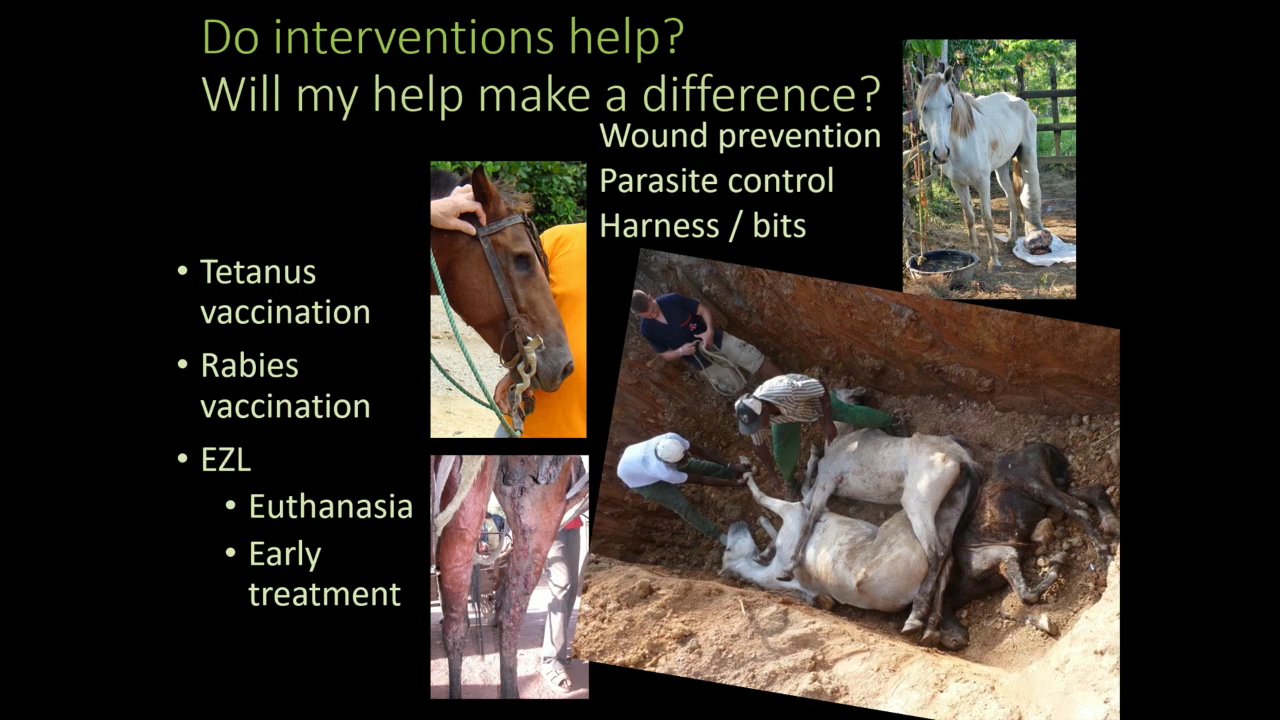 Do interventions help?
Will my help make a difference?
Wound prevention
Parasite control
Harness / bits
• Tetanus
vaccination
• Rabies
vaccination
• EZL
• Euthanasia
• Early
treatment